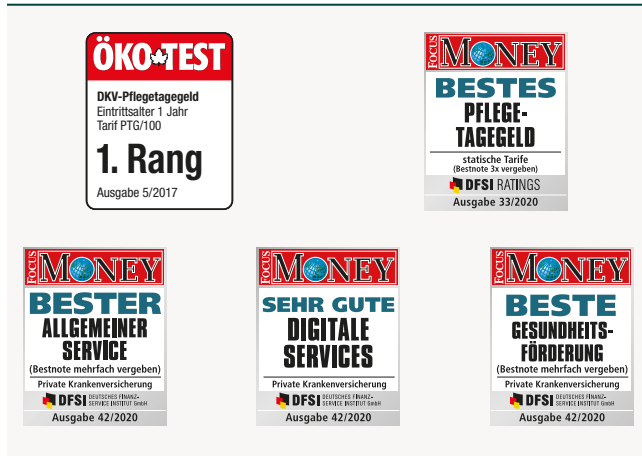 ÖKO TEST
DKV-Pflegetagegeld
Eintrittsalter 1 Jahr
Tarif PTG/100
1. Rang
Ausgabe 5/2017
FOCUS
MONEY
BESTES
PFLEGE-
TAGEGELD
statische Tarife
(Bestnote 3x vergeben)
DFSI RATINGS
Ausgabe 33/2020
FOCUS
MONEY
BESTER
ALLGEMEINER
SERVICE
(Bestnote mehrfach vergeben)
Private Krankenversicherung
DFSI DEUTSCHES FINANZ-
SERVICE INSTITUT GmbH
Ausgabe 42/2020
FOCUS
MONEY
SEHR GUTE
DIGITALE
SERVICES
Private Krankenversicherung
DFSI DEUTSCHES FINANZ-
SERVICE INSTITUT GmbH
Ausgabe 42/2020
FOCUS
MONEY
BESTE
GESUNDHEITS-
FÖRDERUNG
(Bestnote mehrfach vergeben)
Private Krankenversicherung
DFSI DEUTSCHES FINANZ-
SERVICE INSTITUT GmbH
Ausgabe 42/2020